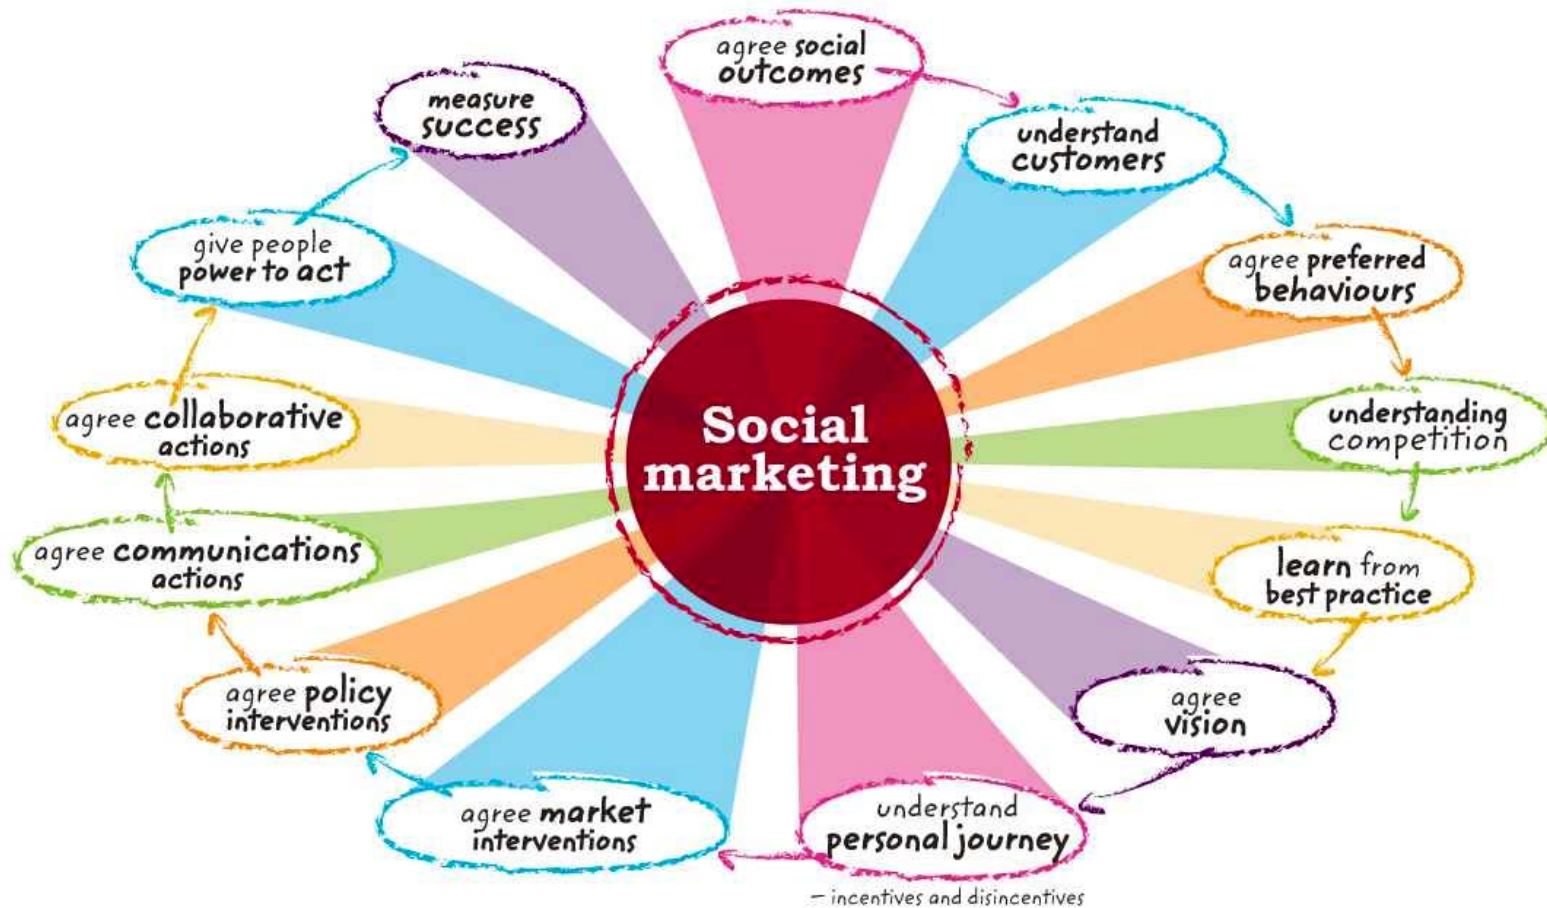 agree social
outcomes
understand
customers
agree preferred
behaviours
understanding
competition
learn from
best practice
agree
vision
understand
personal journey
– incentives and disincentives
agree market
interventions
agree policy
interventions
agree communications
actions
agree collaborative
actions
give people
power to act
measure
success
Social
marketing